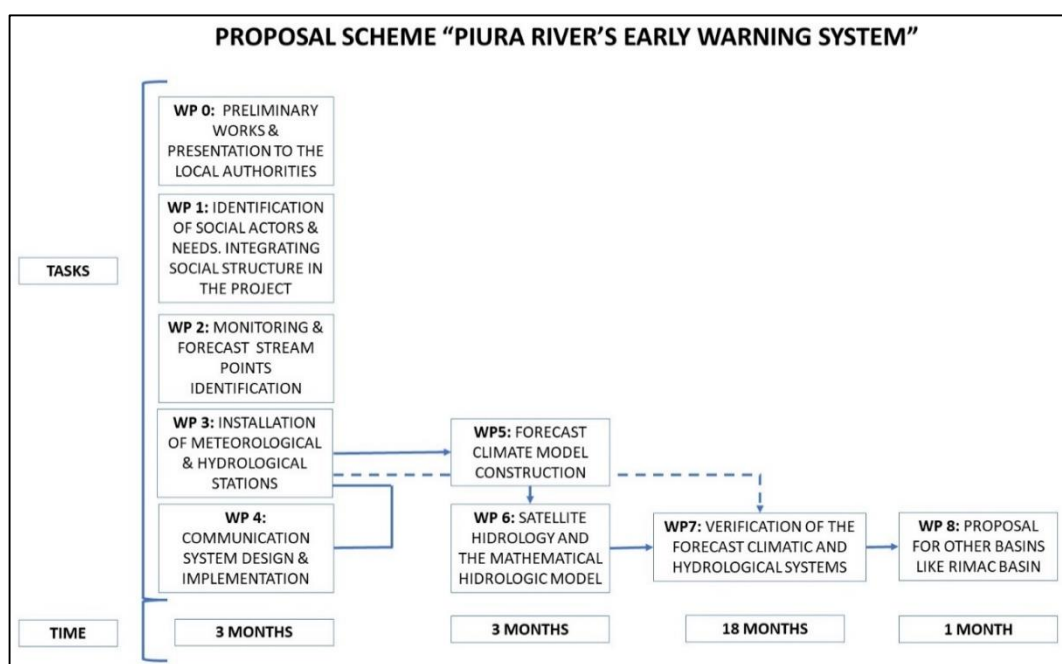 PROPOSAL SCHEME “PIURA RIVER’S EARLY WARNING SYSTEM”
TASKS
WP 0: PRELIMINARY
WORKS &
PRESENTATION TO THE
LOCAL AUTHORITIES
WP 1: IDENTIFICATION
OF SOCIAL ACTORS &
NEEDS. INTEGRATING
SOCIAL STRUCTURE IN
THE PROJECT
WP 2: MONITORING &
FORECAST STREAM
POINTS
IDENTIFICATION
WP 3: INSTALLATION
OF METEOROLOGICAL
& HYDROLOGICAL
STATIONS
WP 4:
COMMUNICATION
SYSTEM DESIGN &
IMPLEMENTATION
WP5: FORECAST
CLIMATE MODEL
CONSTRUCTION
WP 6: SATELLITE
HIDROLOGY AND
THE MATHEMATICAL
HIDROLOGIC MODEL
WP7: VERIFICATION OF THE
FORECAST CLIMATIC AND
HYDROLOGICAL SYSTEMS
WP 8: PROPOSAL
FOR OTHER BASINS
LIKE RIMAC BASIN
TIME
3 MONTHS
3 MONTHS
18 MONTHS
1 MONTH